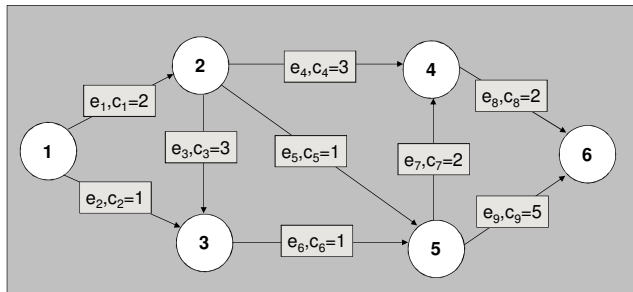 2
e₄,c₄=3
4
e₁,c₁=2
e₈,c₈=2
1
e₃,c₃=3
e₅,c₅=1
e₇,c₇=2
6
e₂,c₂=1
e₉,c₉=5
3
e₆,c₆=1
5